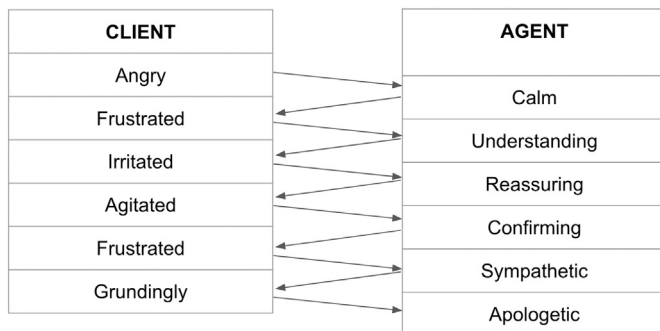 CLIENT
Angry
Frustrated
Irritated
Agitated
Frustrated
Grundingly
AGENT
Calm
Understanding
Reassuring
Confirming
Sympathetic
Apologetic